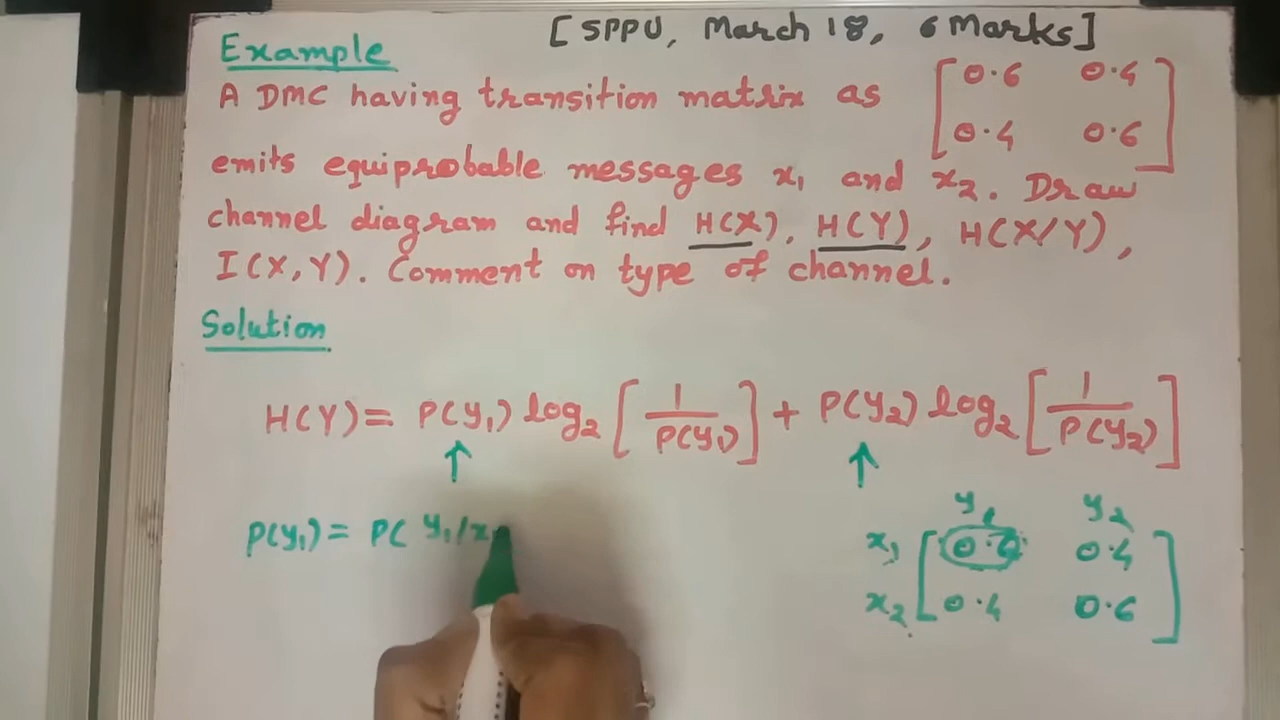 [SPPU, March 18, 6 Marks]
Example
A DMC having transition matrix as [0.6 0.4
0.4 0.6]
emits equiprobable messages x₁ and x₂. Draw
channel diagram and find H(X), H(Y), H(X/Y),
I(X,Y). Comment on type of channel.
Solution
H(Y) = P(y₁) log₂ [1/P(y₁)] + P(y₂) log₂ [1/P(y₂)]
↑ ↑
y₁ y₂
P(y₁) = P( y₁/x₁
x₁ [0.6 0.4
x₂ 0.4 0.6]